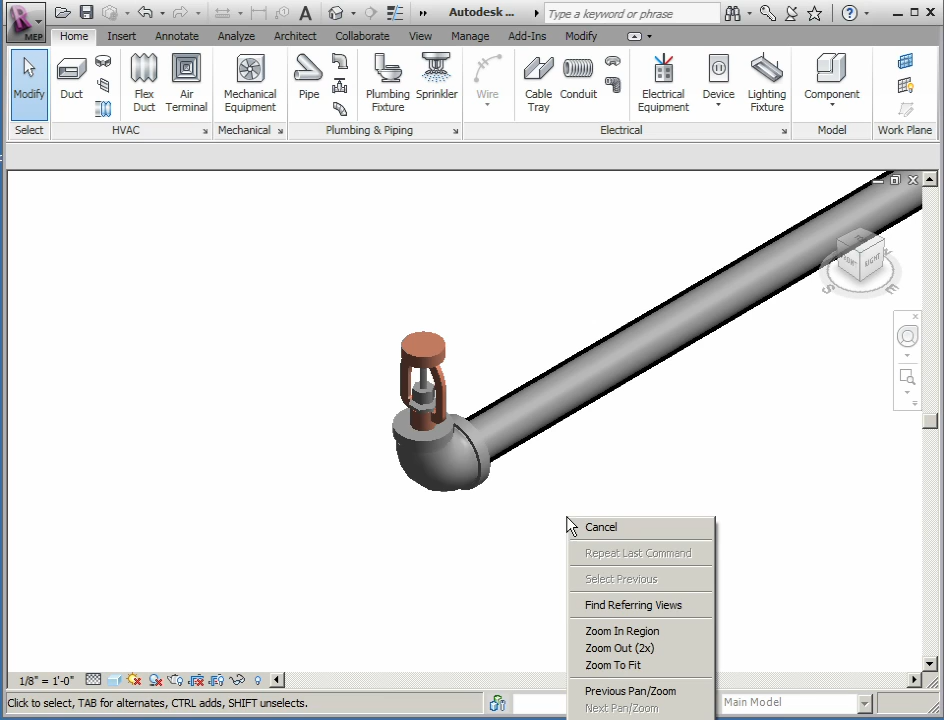 Autodesk ...
Type a keyword or phrase
MEP
Home Insert Annotate Analyze Architect Collaborate View Manage Add-Ins Modify
Modify Duct Flex Duct Air Terminal Mechanical Equipment Pipe Plumbing Fixture Sprinkler Wire Cable Tray Conduit Electrical Equipment Device Lighting Fixture Component
Select HVAC Mechanical Plumbing & Piping Electrical Model Work Plane
FRONT RIGHT
S E
Cancel
Repeat Last Command
Select Previous
Find Referring Views
Zoom In Region
Zoom Out (2x)
Zoom To Fit
Previous Pan/Zoom
Next Pan/Zoom
1/8" = 1'-0"
Click to select, TAB for alternates, CTRL adds, SHIFT unselects.
Main Model